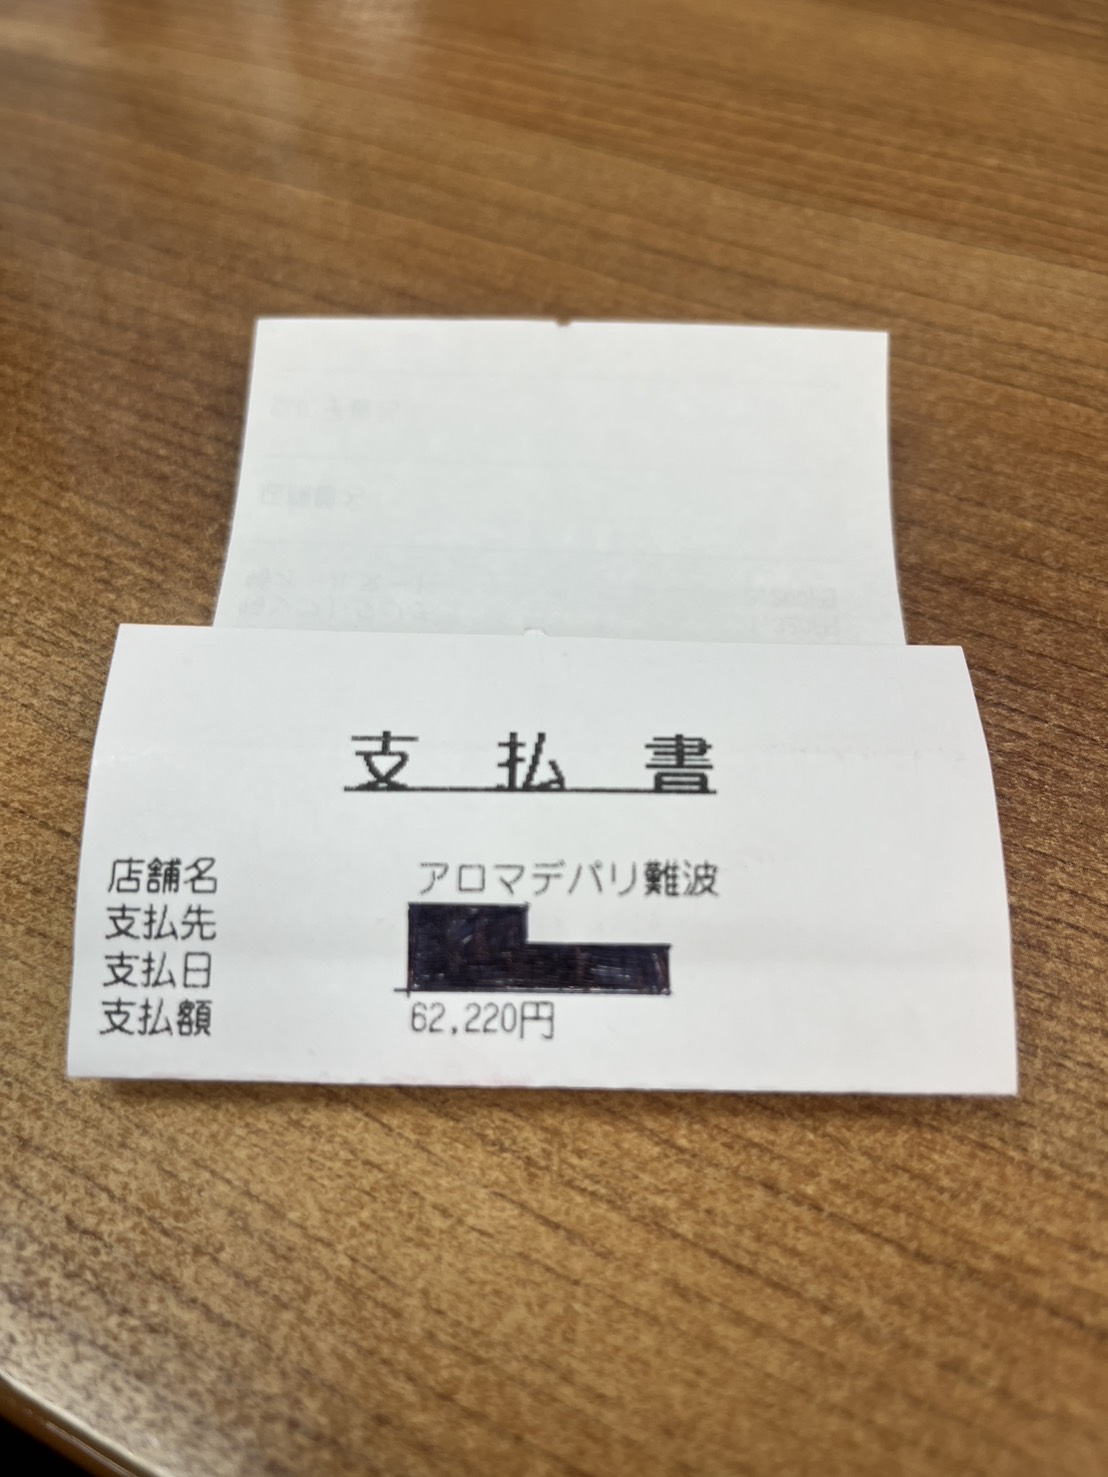 支払書
店舗名 アロマデパリ難波
支払先
支払日
支払額 62,220円